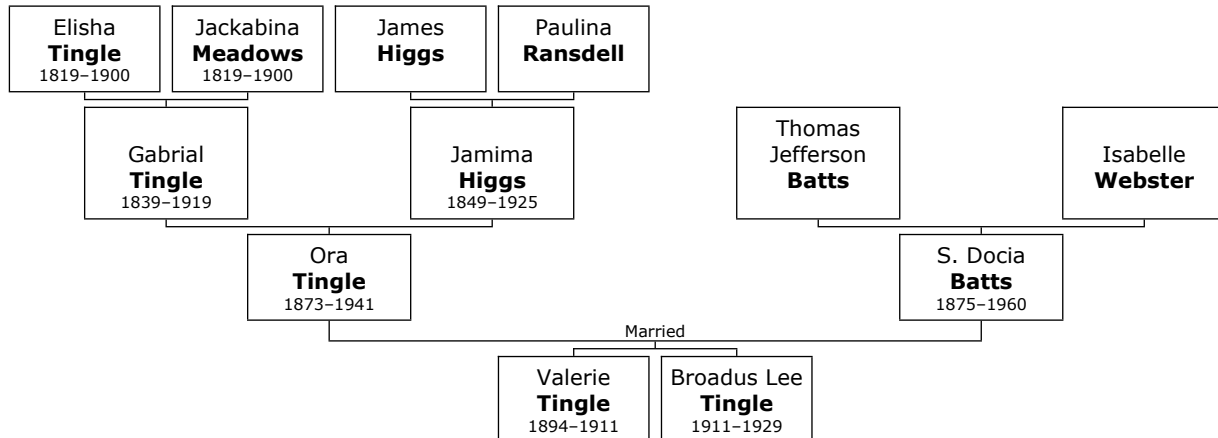 Elisha
Tingle
1819–1900
Jackabina
Meadows
1819–1900
James
Higgs
Paulina
Ransdell
Gabrial
Tingle
1839–1919
Jamima
Higgs
1849–1925
Thomas
Jefferson
Batts
Isabelle
Webster
Ora
Tingle
1873–1941
S. Docia
Batts
1875–1960
Married
Valerie
Tingle
1894–1911
Broadus Lee
Tingle
1911–1929